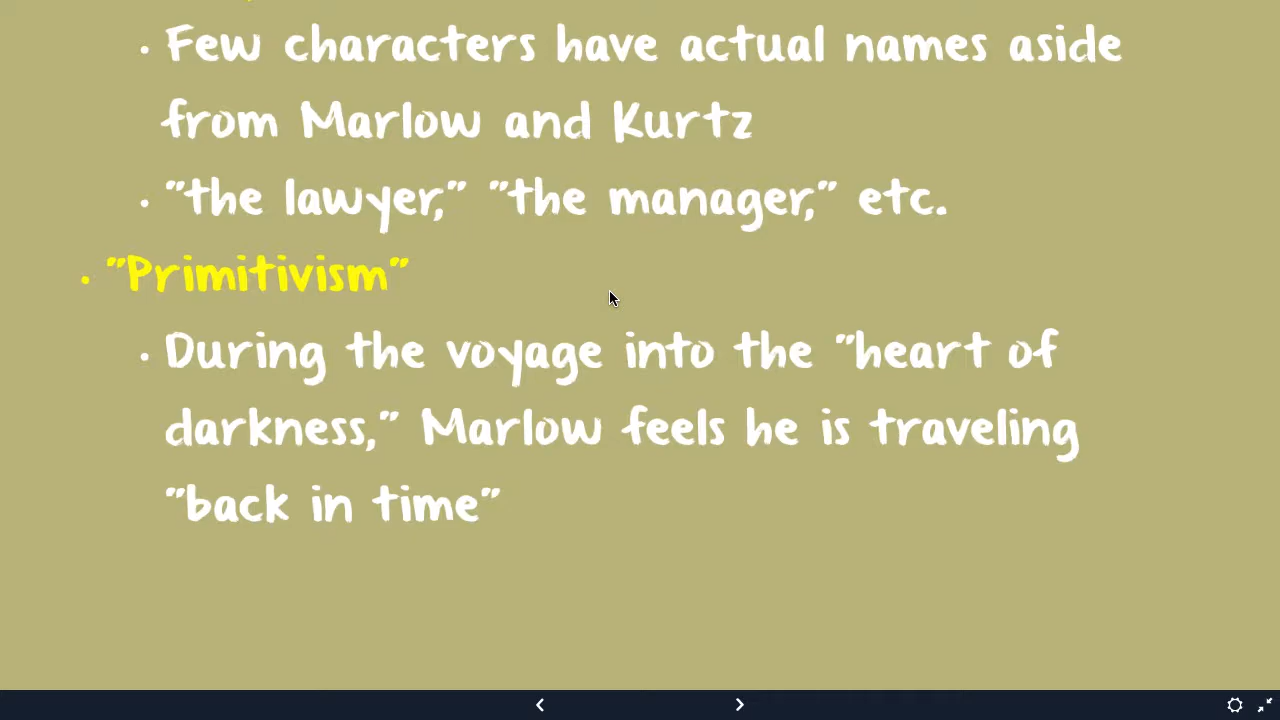 • Few characters have actual names aside
from Marlow and Kurtz
• "the lawyer," "the manager," etc.
• "Primitivism"
• During the voyage into the "heart of
darkness," Marlow feels he is traveling
"back in time"